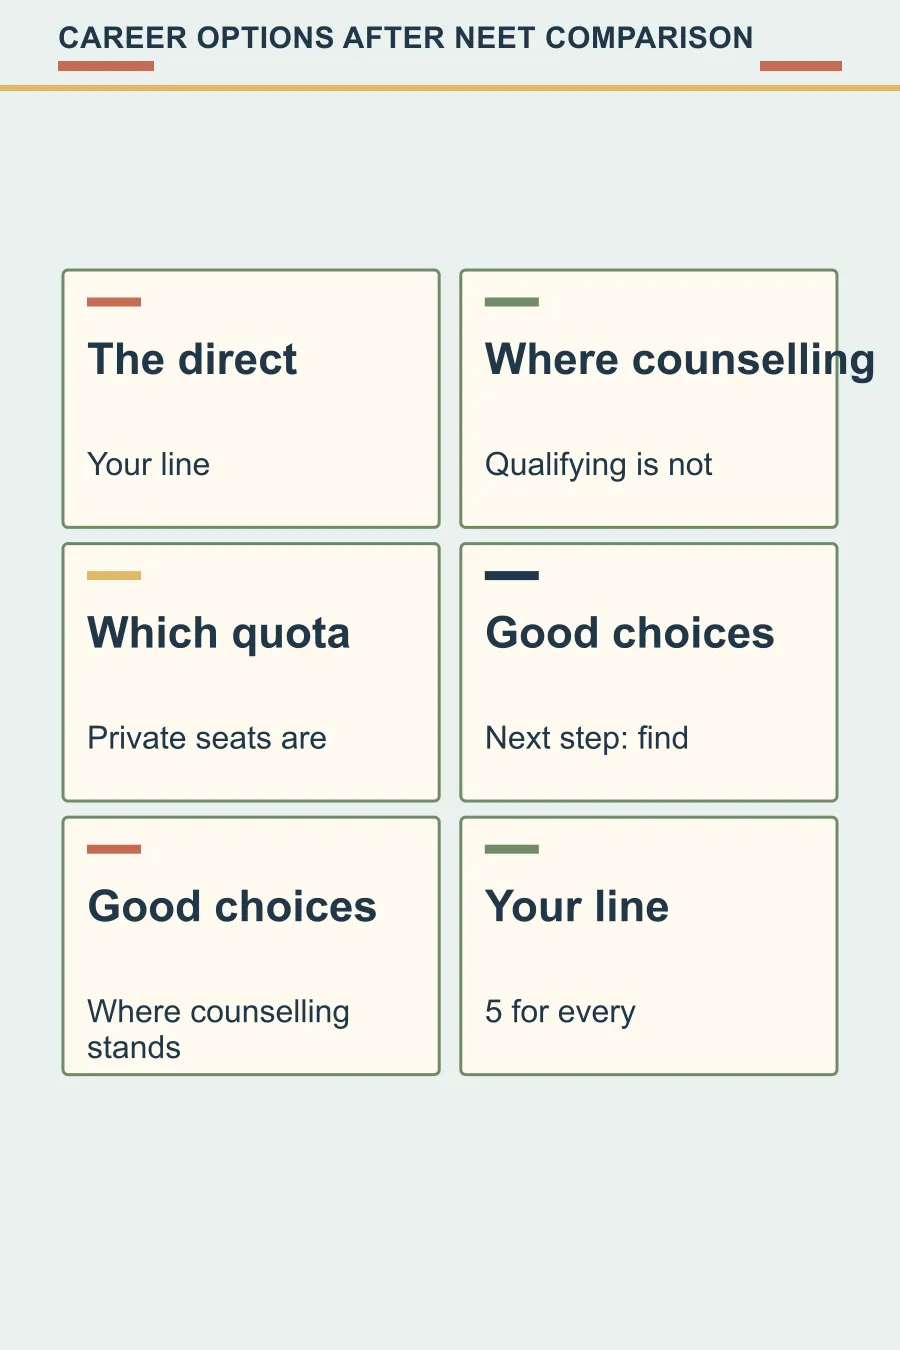 CAREER OPTIONS AFTER NEET COMPARISON
The direct
Your line
Where counselling
Qualifying is not
Which quota
Private seats are
Good choices
Next step: find
Good choices
Where counselling
stands
Your line
5 for every